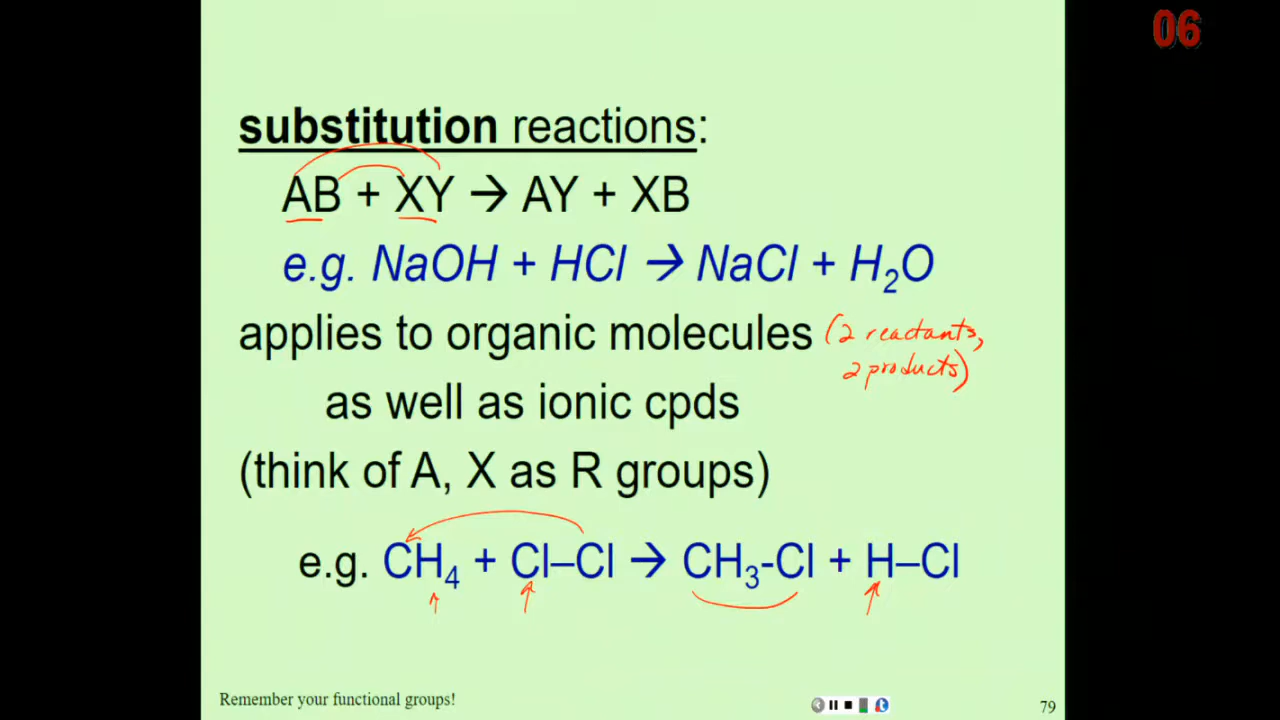 06
substitution reactions:
AB + XY → AY + XB
e.g. NaOH + HCl → NaCl + H₂O
applies to organic molecules (2 reactants,
2 products)
as well as ionic cpds
(think of A, X as R groups)
e.g. CH₄ + Cl–Cl → CH₃-Cl + H–Cl
Remember your functional groups!
79